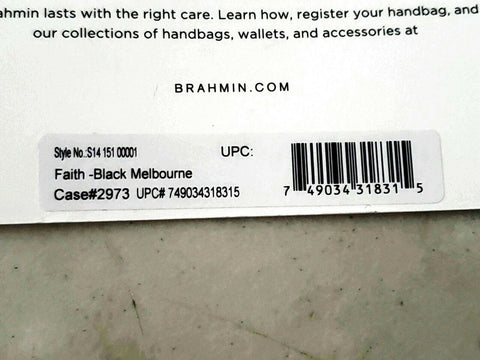 ahmin lasts with the right care. Learn how, register your handbag, and
our collections of handbags, wallets, and accessories at
BRAHMIN.COM
Style No.:S14 151 00001 UPC:
Faith -Black Melbourne
Case#2973 UPC# 749034318315
7 49034 31831 5